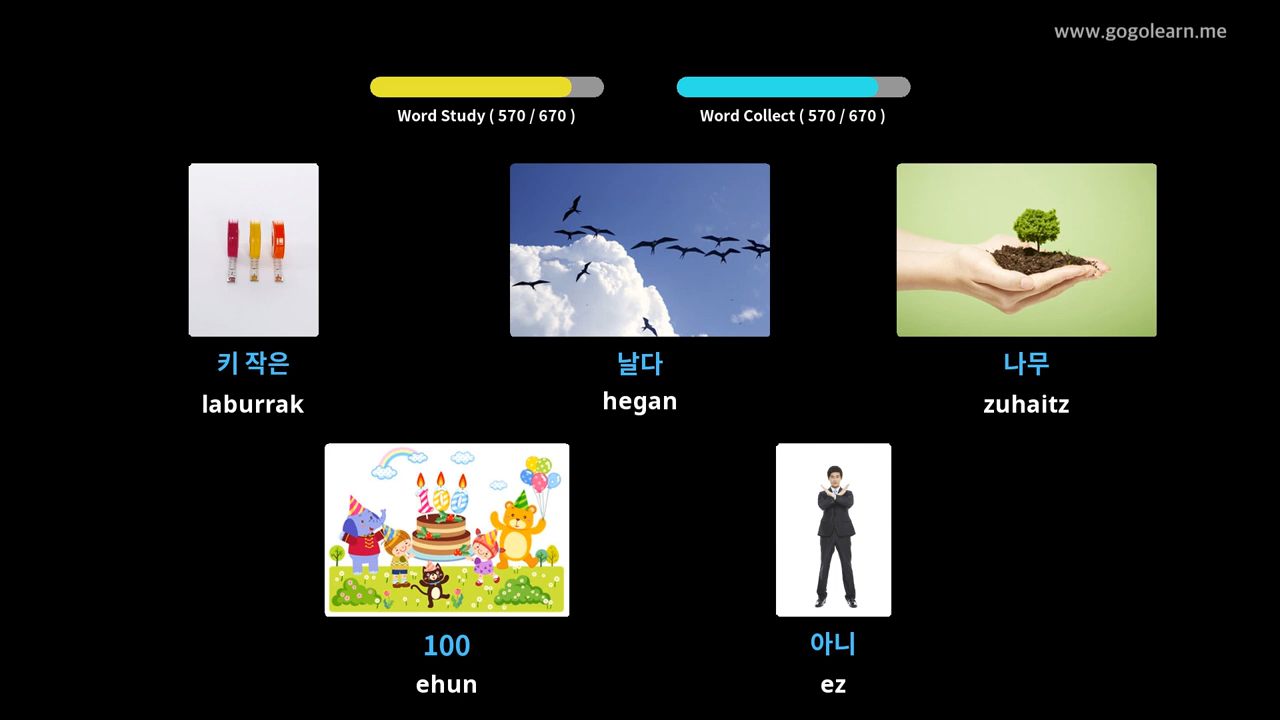 www.gogolearn.me
Word Study ( 570 / 670 )
Word Collect ( 570 / 670 )
키 작은
laburrak
날다
hegan
나무
zuhaitz
100
100
ehun
아니
ez